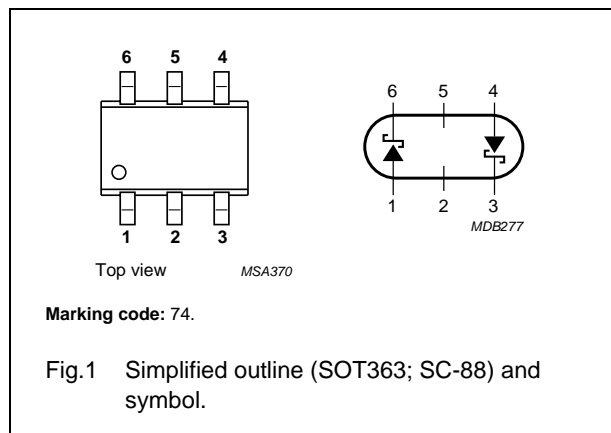 6 5 4
6 5 4
1 2 3
1 2 3
MDB277
Top view MSA370
Marking code: 74.
Fig.1 Simplified outline (SOT363; SC-88) and
symbol.